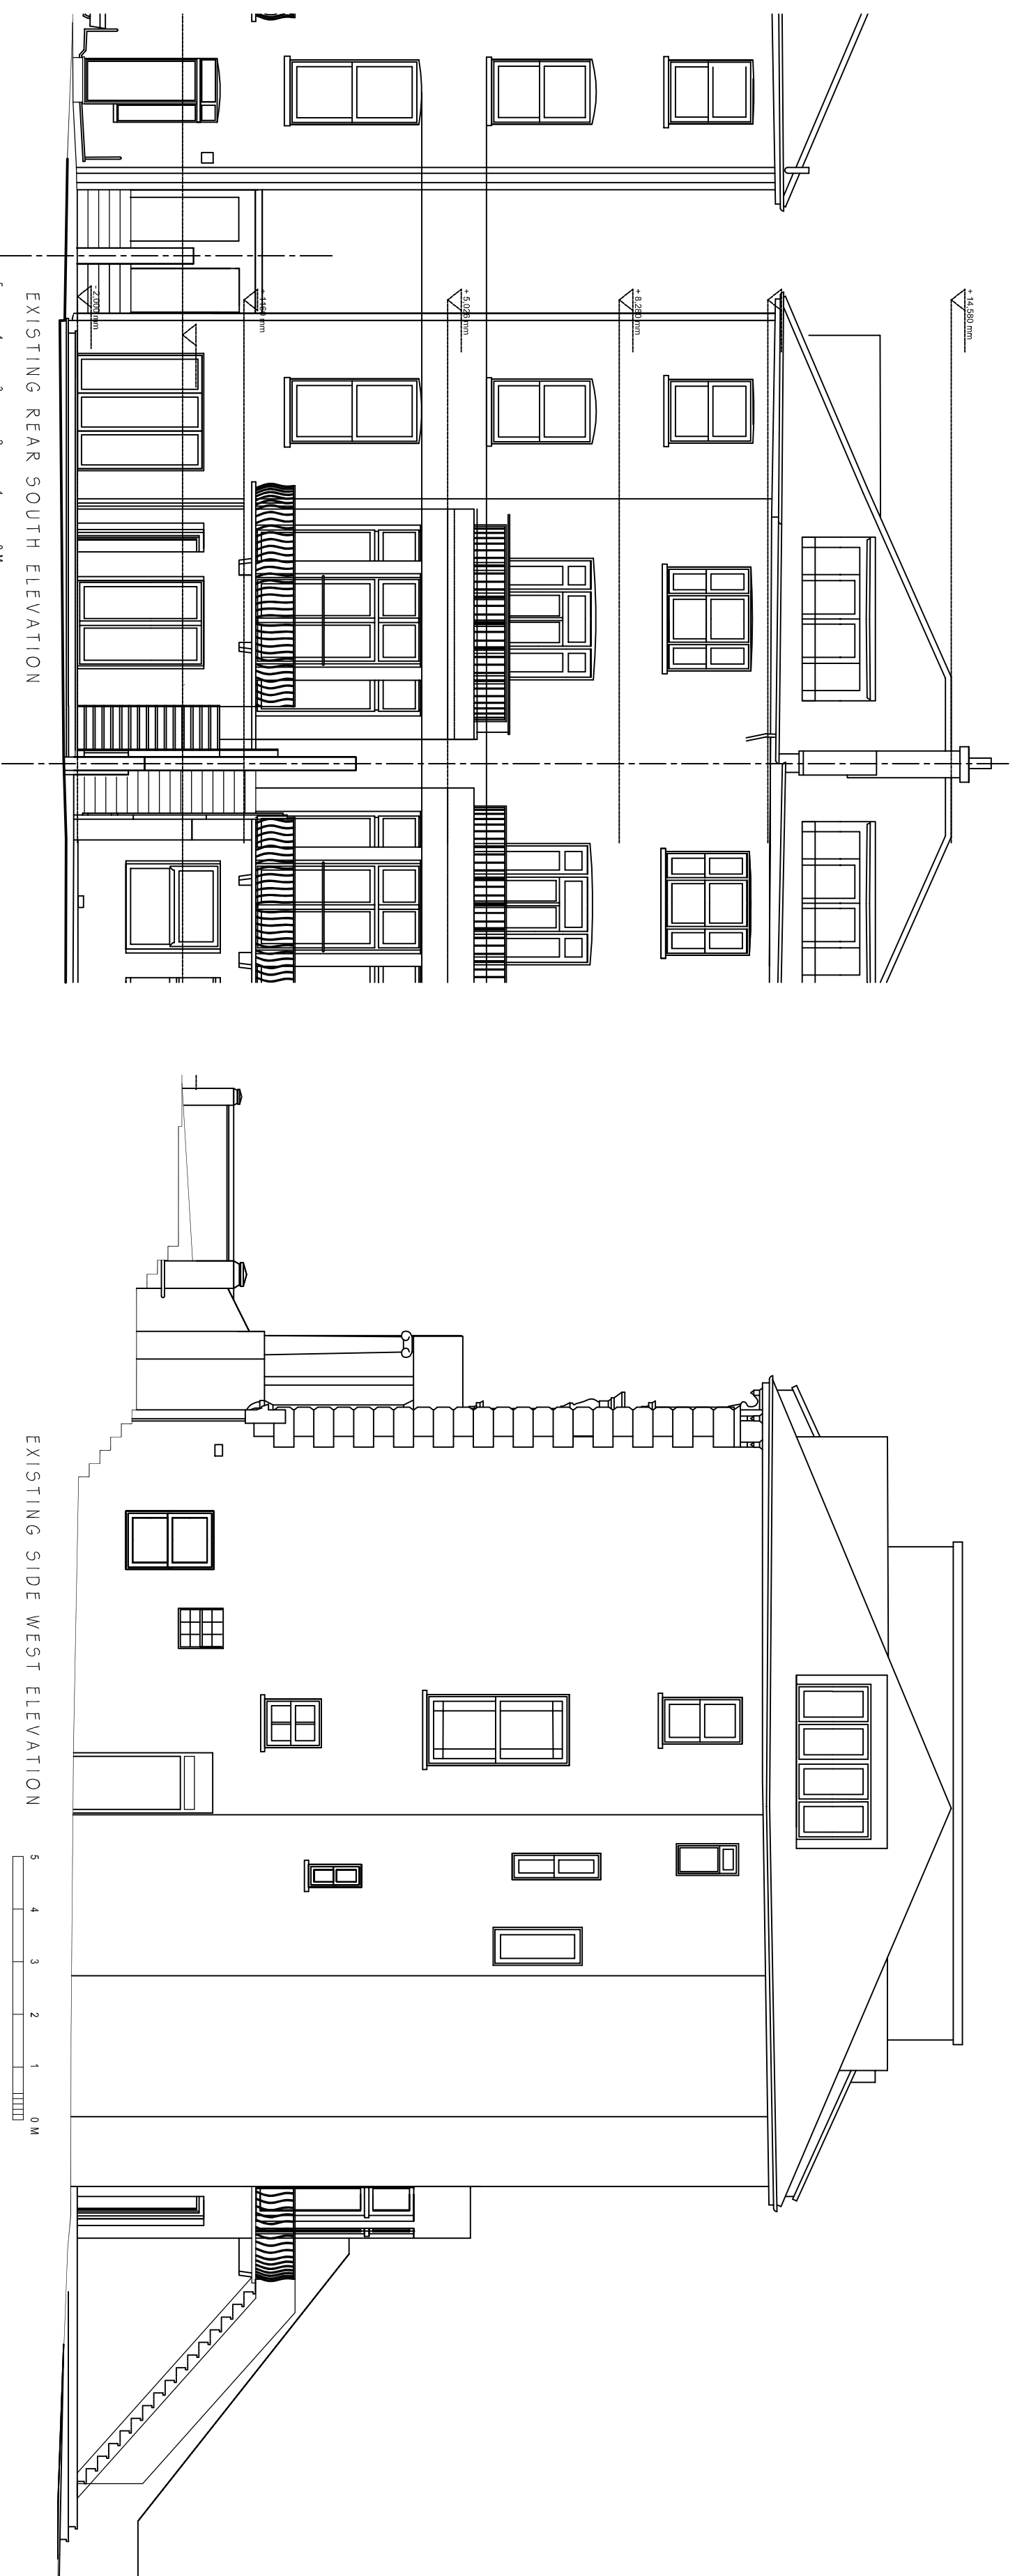 + 14,580 mm
+ 8,280 mm
+ 5,026 mm
- 2,000 mm
EXISTING REAR SOUTH ELEVATION
EXISTING SIDE WEST ELEVATION
5 4 3 2 1 0 M